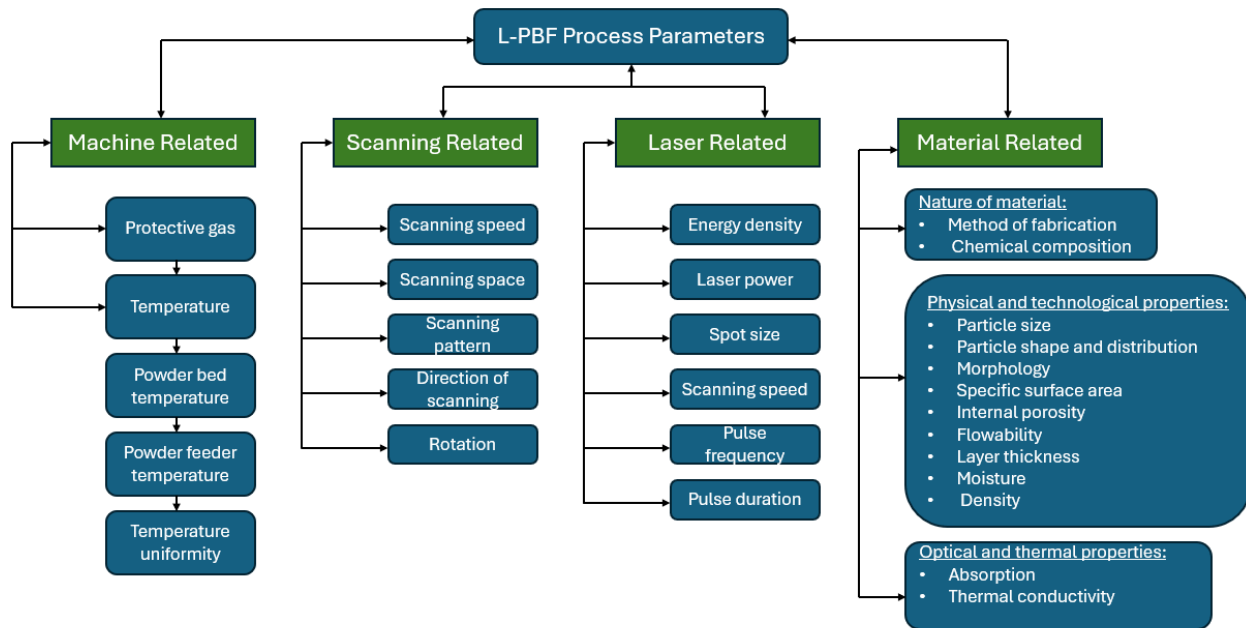 L-PBF Process Parameters
Machine Related
Protective gas
Temperature
Powder bed
temperature
Powder feeder
temperature
Temperature
uniformity
Scanning Related
Scanning speed
Scanning space
Scanning
pattern
Direction of
scanning
Rotation
Laser Related
Energy density
Laser power
Spot size
Scanning speed
Pulse
frequency
Pulse duration
Material Related
Nature of material:
• Method of fabrication
• Chemical composition
Physical and technological properties:
• Particle size
• Particle shape and distribution
• Morphology
• Specific surface area
• Internal porosity
• Flowability
• Layer thickness
• Moisture
• Density
Optical and thermal properties:
• Absorption
• Thermal conductivity